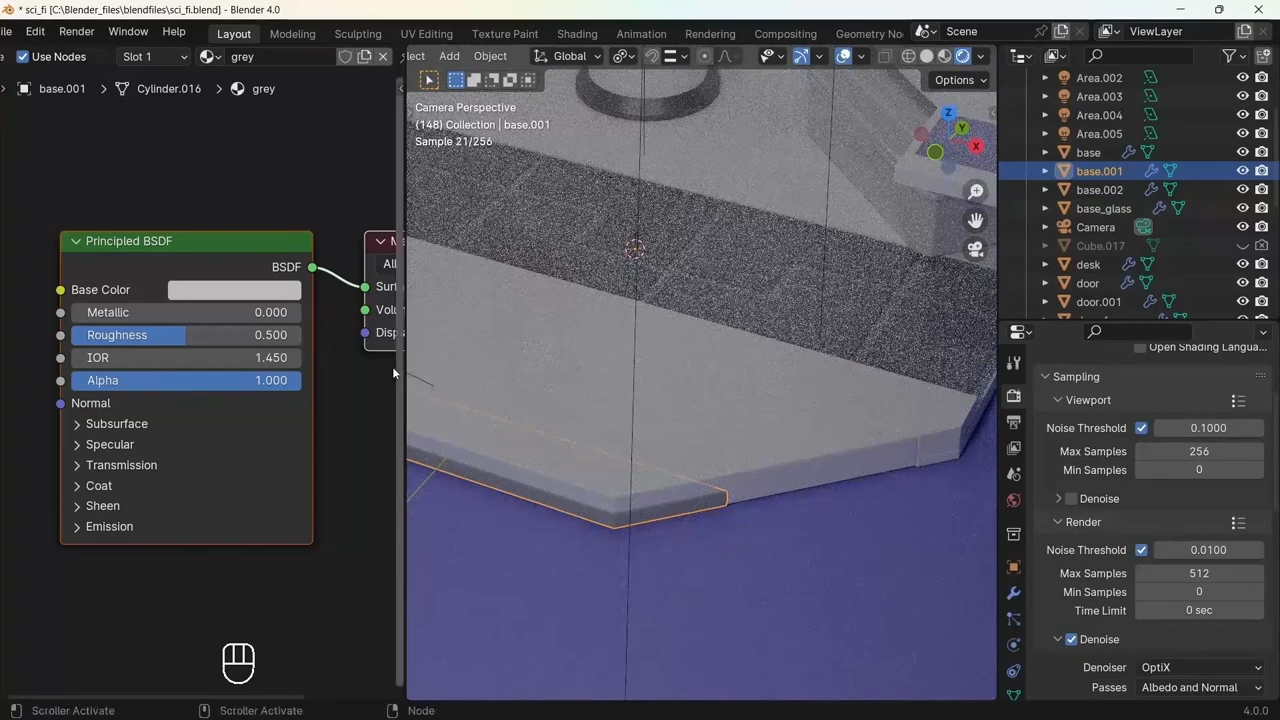 * sci_fi [C:\Blender_files\blendfiles\sci_fi.blend] - Blender 4.0
ile Edit Render Window Help
Layout Modeling Sculpting UV Editing Texture Paint Shading Animation Rendering Compositing Geometry No
Scene
ViewLayer
Use Nodes
Slot 1
grey
lect Add Object
Global
Options
base.001 > Cylinder.016 > grey
Camera Perspective
(148) Collection | base.001
Sample 21/256
Z
Y
X
Principled BSDF
BSDF
Base Color
Metallic 0.000
Roughness 0.500
IOR 1.450
Alpha 1.000
Normal
Subsurface
Specular
Transmission
Coat
Sheen
Emission
M
Al
Surf
Volu
Disp
Area.002
Area.003
Area.004
Area.005
base
base.001
base.002
base_glass
Camera
Cube.017
desk
door
door.001
Open Shading Langua...
Sampling
Viewport
Noise Threshold 0.1000
Max Samples 256
Min Samples 0
Denoise
Render
Noise Threshold 0.0100
Max Samples 512
Min Samples 0
Time Limit 0 sec
Denoise
Denoiser OptiX
Passes Albedo and Normal
Scroller Activate
Scroller Activate
Node
4.0.0